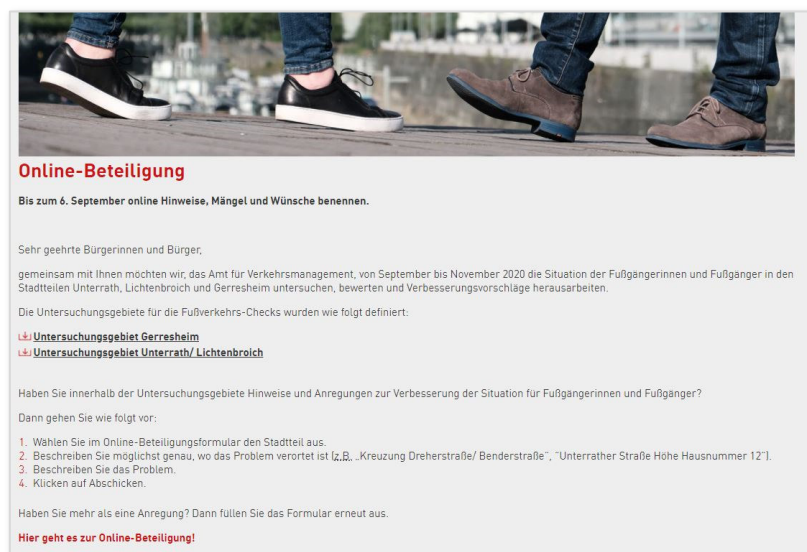 Online-Beteiligung
Bis zum 6. September online Hinweise, Mängel und Wünsche benennen.
Sehr geehrte Bürgerinnen und Bürger,
gemeinsam mit Ihnen möchten wir, das Amt für Verkehrsmanagement, von September bis November 2020 die Situation der Fußgängerinnen und Fußgänger in den
Stadtteilen Unterrath, Lichtenbroich und Gerresheim untersuchen, bewerten und Verbesserungsvorschläge herausarbeiten.
Die Untersuchungsgebiete für die Fußverkehrs-Checks wurden wie folgt definiert:
Untersuchungsgebiet Gerresheim
Untersuchungsgebiet Unterrath/ Lichtenbroich
Haben Sie innerhalb der Untersuchungsgebiete Hinweise und Anregungen zur Verbesserung der Situation für Fußgängerinnen und Fußgänger?
Dann gehen Sie wie folgt vor:
1. Wählen Sie im Online-Beteiligungsformular den Stadtteil aus.
2. Beschreiben Sie möglichst genau, wo das Problem verortet ist (z.B. „Kreuzung Dreherstraße/ Benderstraße", "Unterrather Straße Höhe Hausnummer 12").
3. Beschreiben Sie das Problem.
4. Klicken auf Abschicken.
Haben Sie mehr als eine Anregung? Dann füllen Sie das Formular erneut aus.
Hier geht es zur Online-Beteiligung!